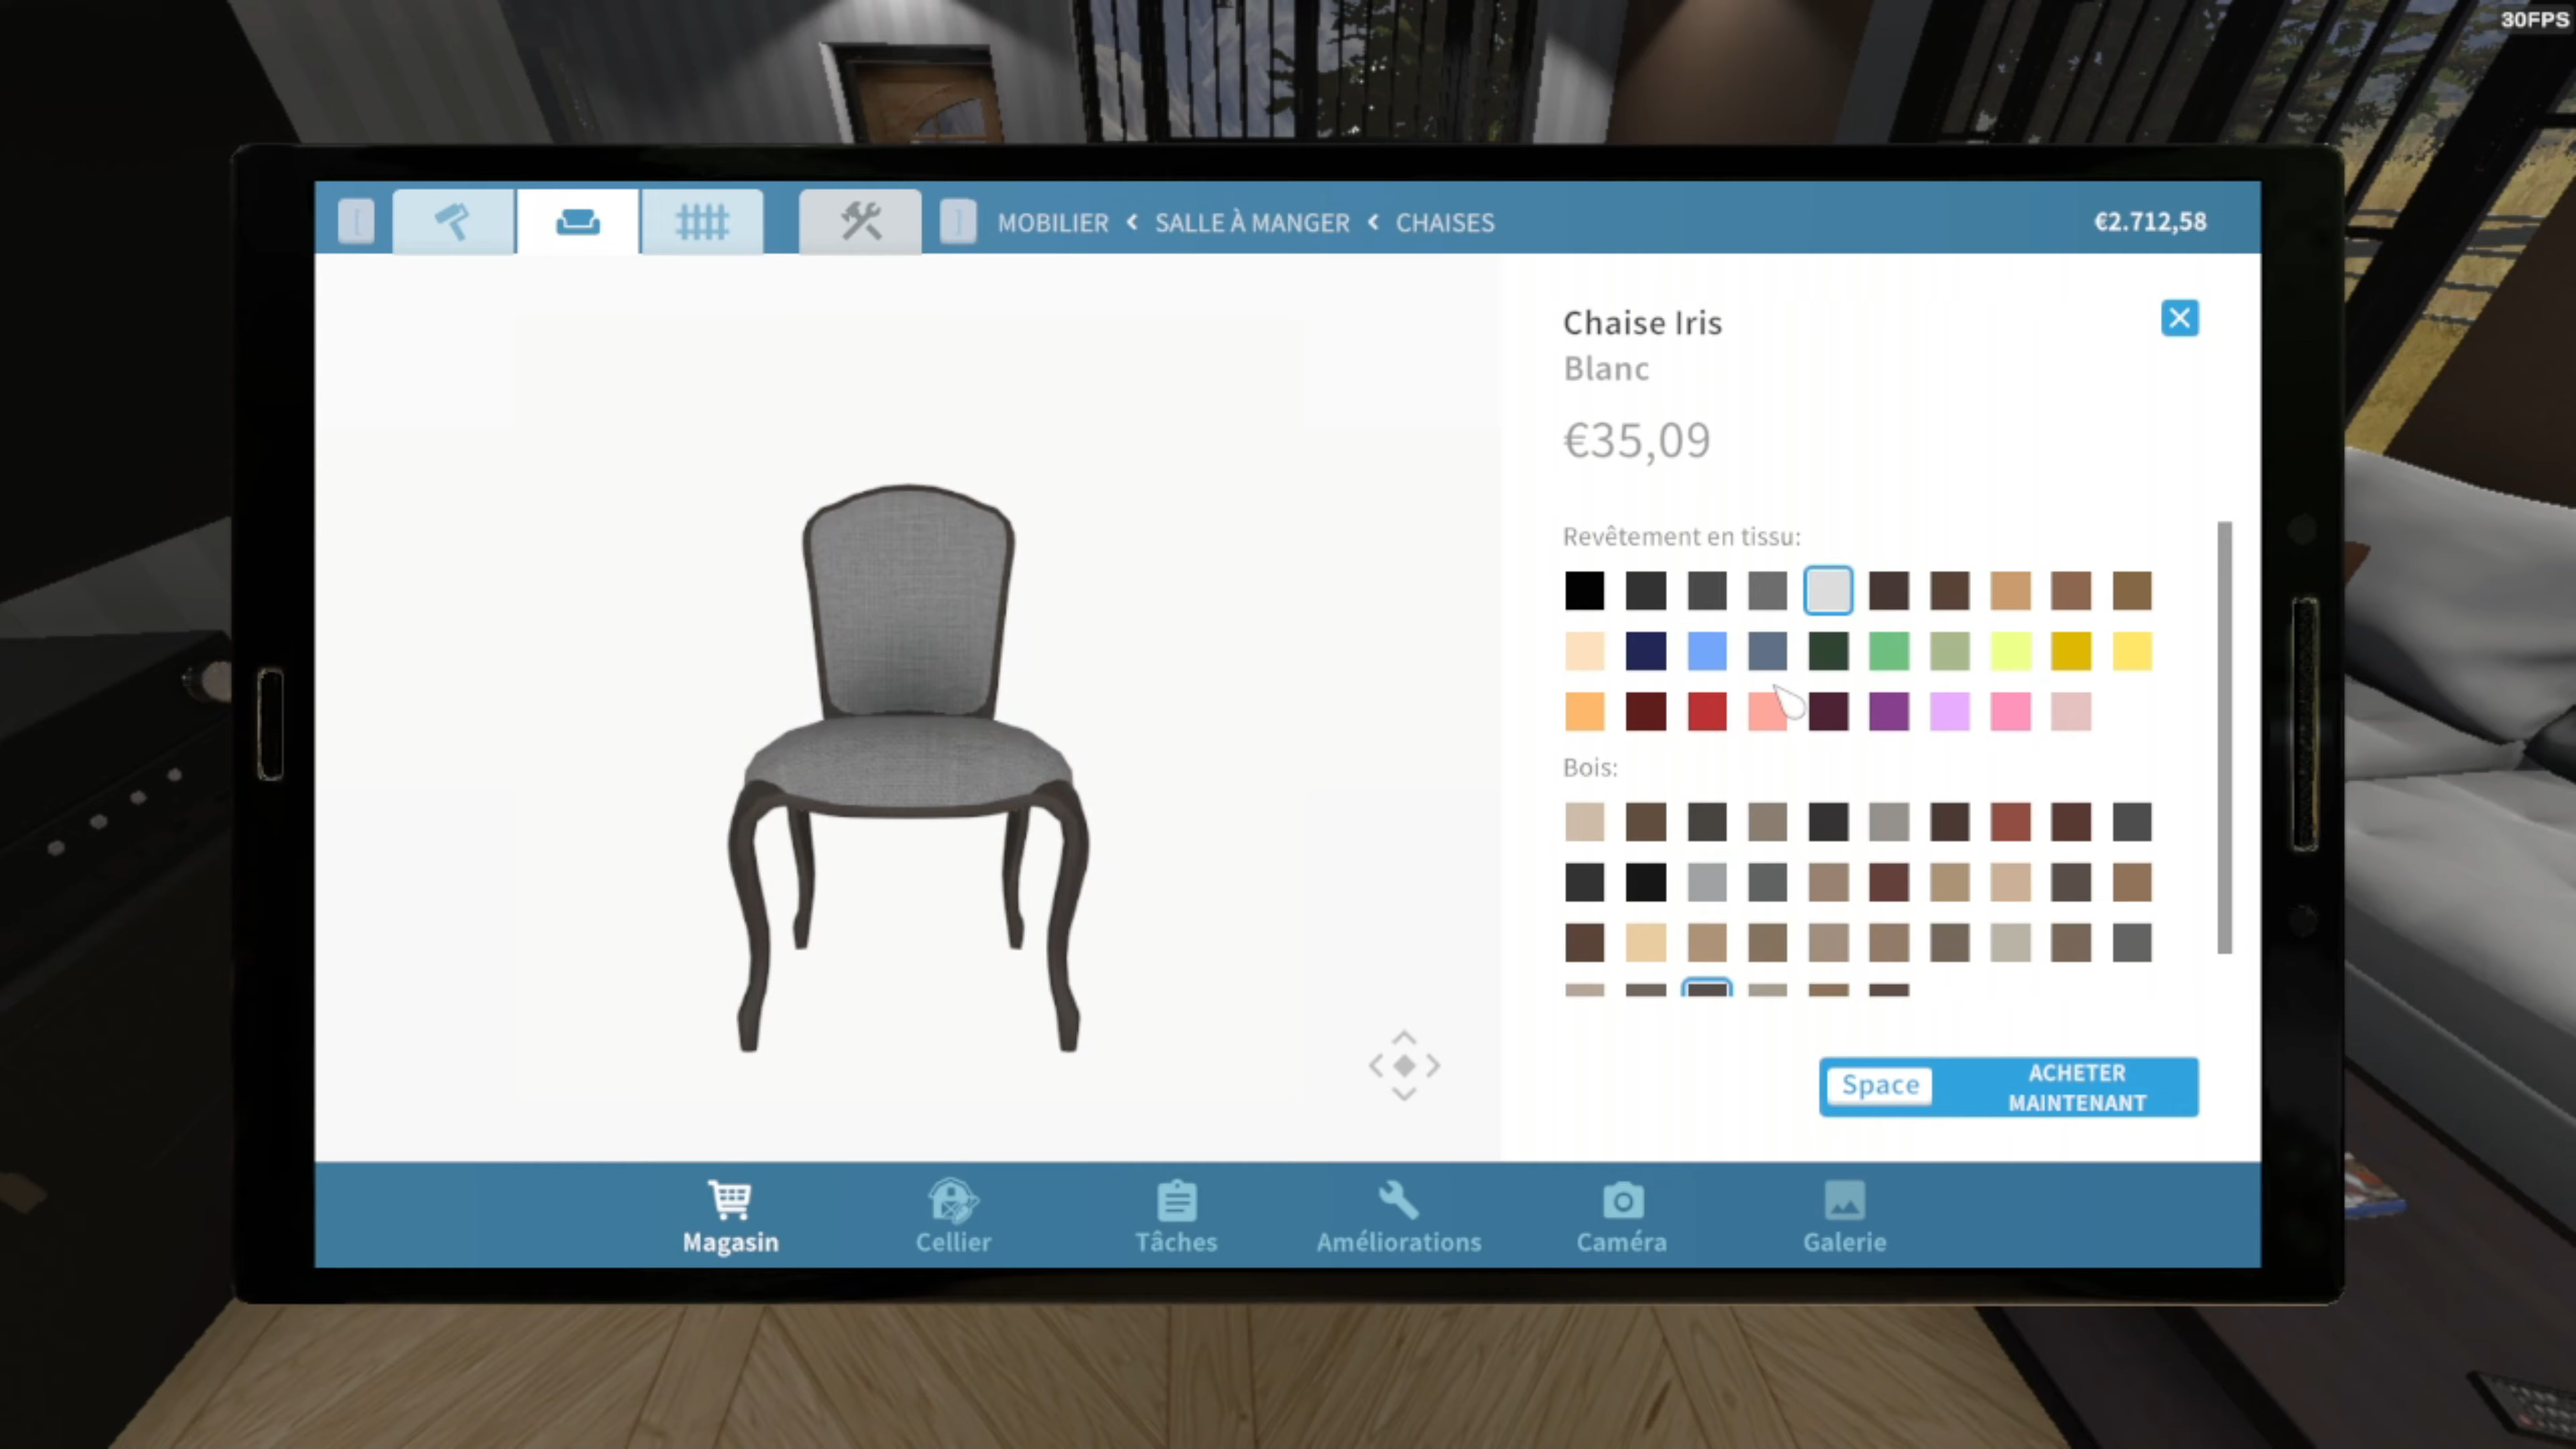 30FPS
[
]
MOBILIER < SALLE À MANGER < CHAISES
€2.712,58
Chaise Iris
Blanc
€35,09
Revêtement en tissu:
Bois:
Space
ACHETER
MAINTENANT
Magasin
Cellier
Tâches
Améliorations
Caméra
Galerie